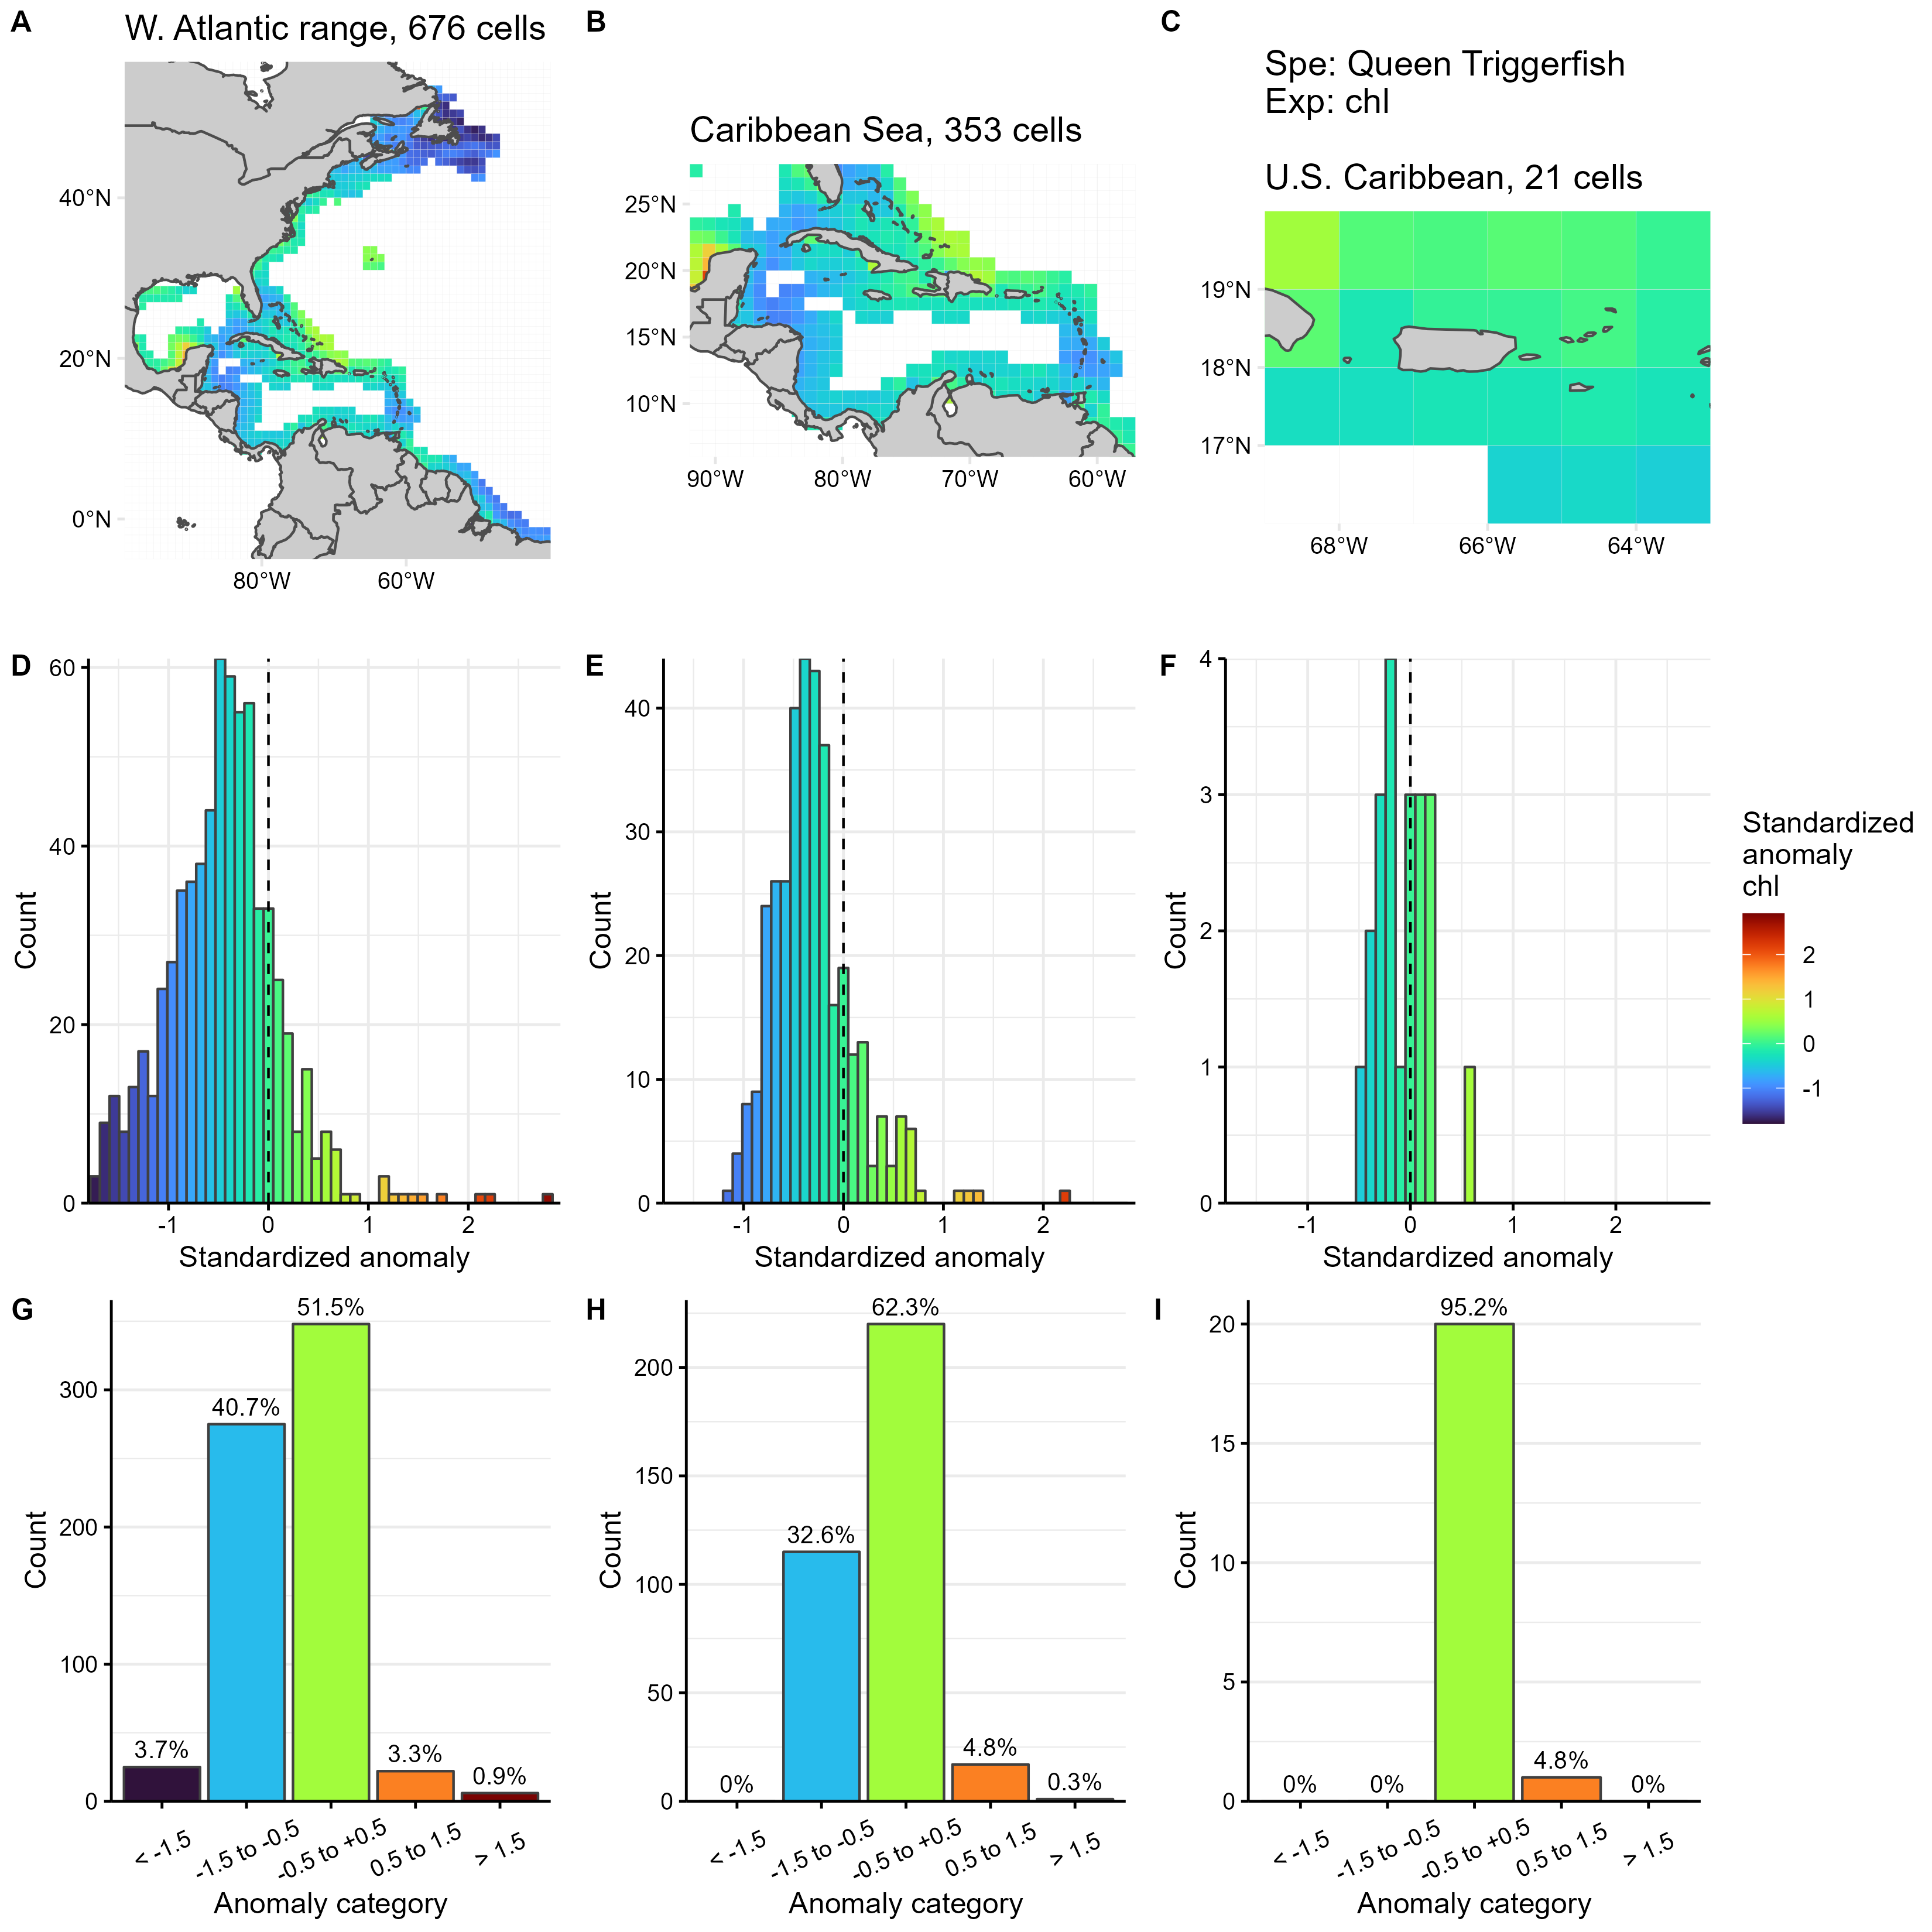 A
W. Atlantic range, 676 cells
40°N
20°N
0°N
80°W 60°W
B
Caribbean Sea, 353 cells
25°N
20°N
15°N
10°N
90°W 80°W 70°W 60°W
C
Spe: Queen Triggerfish
Exp: chl
U.S. Caribbean, 21 cells
19°N
18°N
17°N
68°W 66°W 64°W
D
Count
60
40
20
0
-1 0 1 2
Standardized anomaly
E
Count
40
30
20
10
0
-1 0 1 2
Standardized anomaly
F
Count
4
3
2
1
0
-1 0 1 2
Standardized anomaly
Standardized
anomaly
chl
2
1
0
-1
G
Count
300
200
100
0
3.7%
40.7%
51.5%
3.3%
0.9%
< -1.5
-1.5 to -0.5
-0.5 to +0.5
0.5 to 1.5
> 1.5
Anomaly category
H
Count
200
150
100
50
0
0%
32.6%
62.3%
4.8%
0.3%
< -1.5
-1.5 to -0.5
-0.5 to +0.5
0.5 to 1.5
> 1.5
Anomaly category
I
Count
20
15
10
5
0
0%
0%
95.2%
4.8%
0%
< -1.5
-1.5 to -0.5
-0.5 to +0.5
0.5 to 1.5
> 1.5
Anomaly category